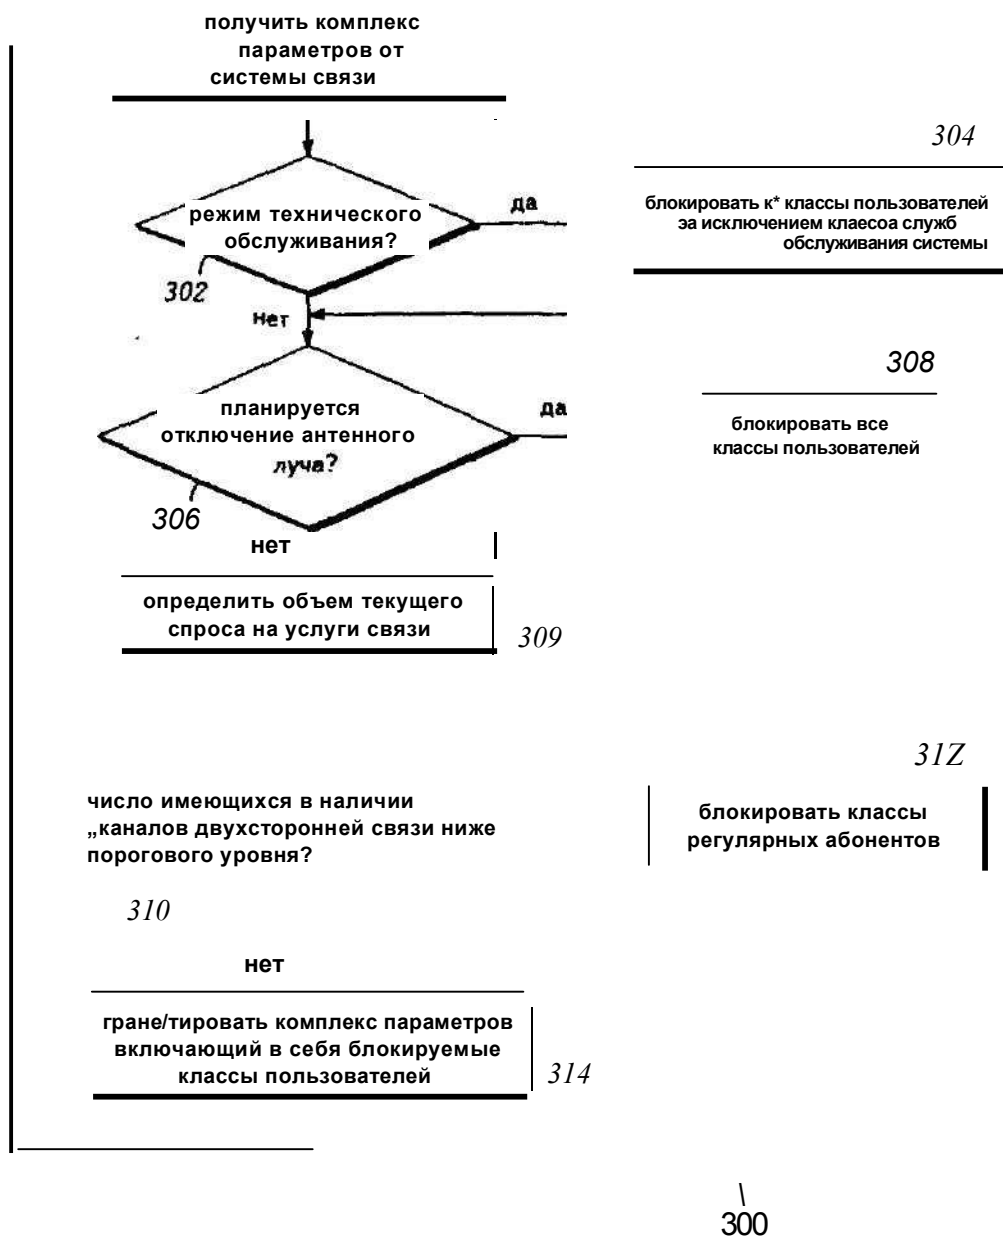 получить комплекс
параметров от
системы связи
304
да
блокировать к* классы пользователей
эа исключением клаесоа служб
обслуживания системы
режим технического
обслуживания?
302
нет
308
планируется
отключение антенного
луча?
да
блокировать все
классы пользователей
306
нет
определить объем текущего
спроса на услуги связи
309
31Z
число имеющихся в наличии
„каналов двухсторонней связи ниже
порогового уровня?
блокировать классы
регулярных абонентов
310
нет
гране/тировать комплекс параметров
включающий в себя блокируемые
классы пользователей
314
300